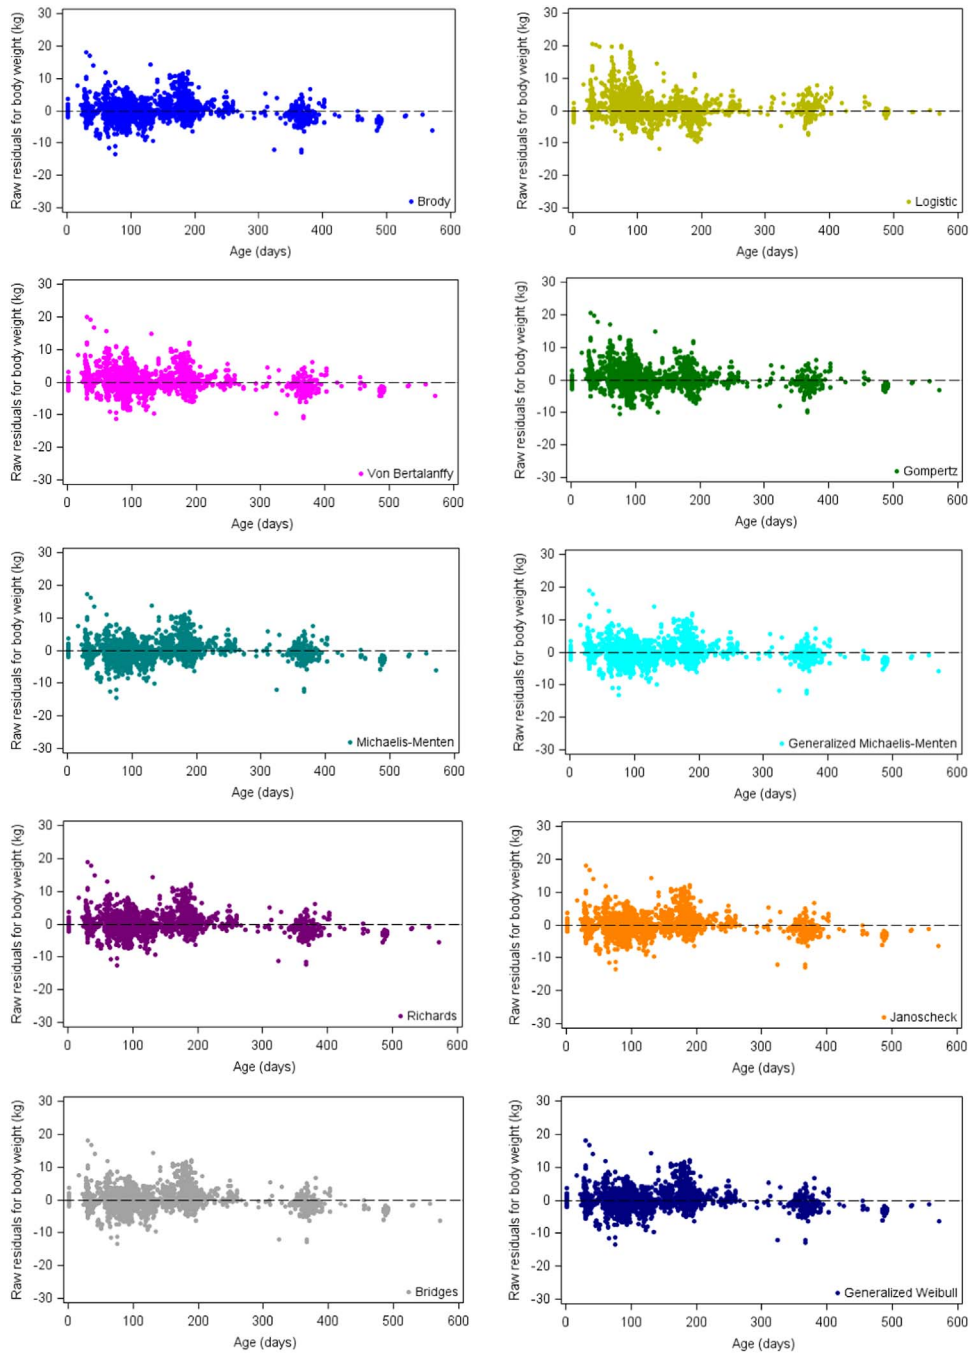 Raw residuals for body weight (kg)
30
20
10
0
-10
-20
-30
Brody
0 100 200 300 400 500 600
Age (days)
Raw residuals for body weight (kg)
30
20
10
0
-10
-20
-30
Logistic
0 100 200 300 400 500 600
Age (days)
Raw residuals for body weight (kg)
30
20
10
0
-10
-20
-30
Von Bertalanffy
0 100 200 300 400 500 600
Age (days)
Raw residuals for body weight (kg)
30
20
10
0
-10
-20
-30
Gompertz
0 100 200 300 400 500 600
Age (days)
Raw residuals for body weight (kg)
30
20
10
0
-10
-20
-30
Michaelis-Menten
0 100 200 300 400 500 600
Age (days)
Raw residuals for body weight (kg)
30
20
10
0
-10
-20
-30
Generalized Michaelis-Menten
0 100 200 300 400 500 600
Age (days)
Raw residuals for body weight (kg)
30
20
10
0
-10
-20
-30
Richards
0 100 200 300 400 500 600
Age (days)
Raw residuals for body weight (kg)
30
20
10
0
-10
-20
-30
Janoscheck
0 100 200 300 400 500 600
Age (days)
Raw residuals for body weight (kg)
30
20
10
0
-10
-20
-30
Bridges
0 100 200 300 400 500 600
Age (days)
Raw residuals for body weight (kg)
30
20
10
0
-10
-20
-30
Generalized Weibull
0 100 200 300 400 500 600
Age (days)